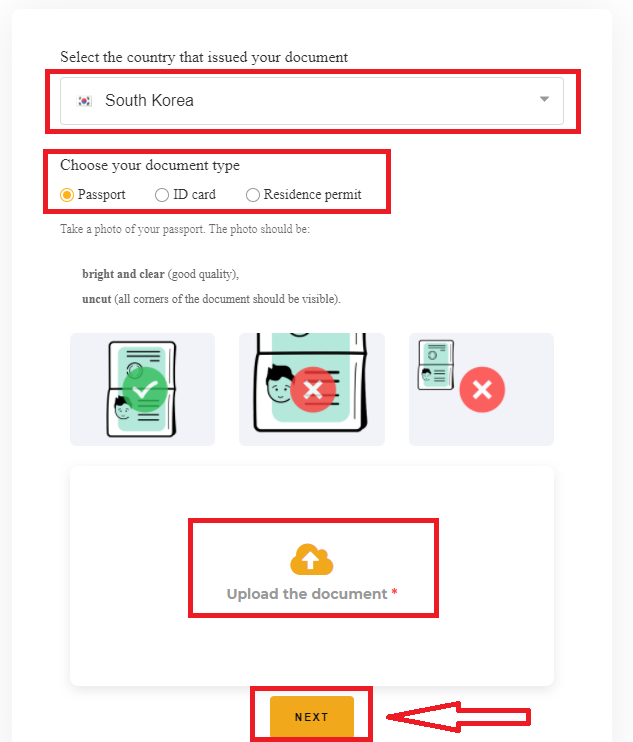 Select the country that issued your document
South Korea
Choose your document type
Passport ID card Residence permit
Take a photo of your passport. The photo should be:
bright and clear (good quality),
uncut (all corners of the document should be visible).
Upload the document *
NEXT